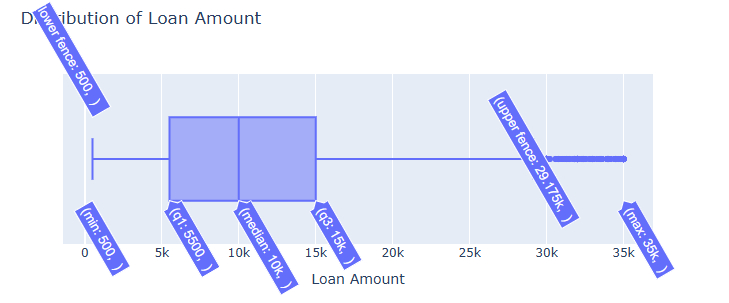 Distribution of Loan Amount
lower fence: 500, )
(upper fence: 29.175k, )
(min: 500, )
(q1: 5500, )
(median: 10k, )
(q3: 15k, )
(max: 35k, )
0 5k 10k 15k 20k 25k 30k 35k
Loan Amount